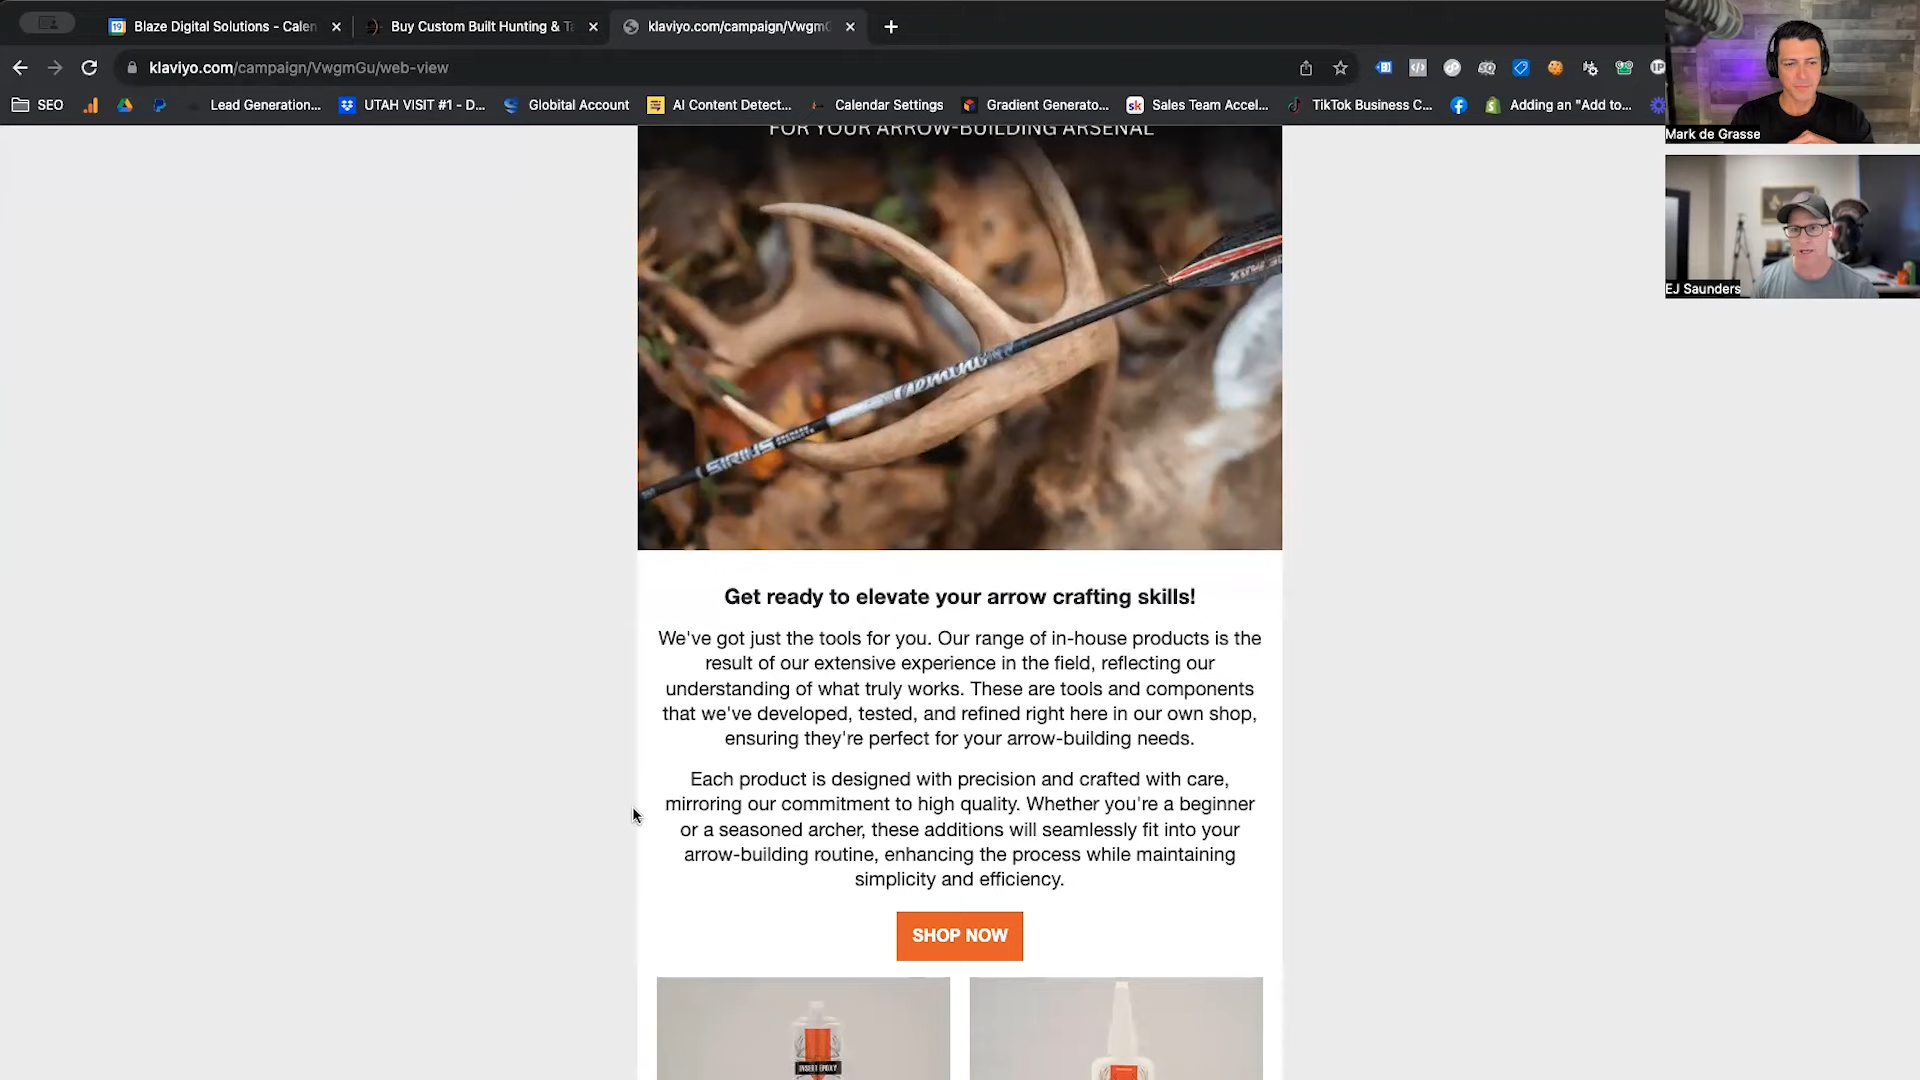 Blaze Digital Solutions - Calen
Buy Custom Built Hunting & Ta
klaviyo.com/campaign/VwgmG
klaviyo.com/campaign/VwgmGu/web-view
SEO
Lead Generation...
UTAH VISIT #1 - D...
Globital Account
AI Content Detect...
Calendar Settings
Gradient Generato...
Sales Team Accel...
TikTok Business C...
Adding an "Add to...
Mark de Grasse
EJ Saunders
FOR YOUR ARROW-BUILDING ARSENAL
Gemini
SIRIUS ARCHERY
Get ready to elevate your arrow crafting skills!
We've got just the tools for you. Our range of in-house products is the
result of our extensive experience in the field, reflecting our
understanding of what truly works. These are tools and components
that we've developed, tested, and refined right here in our own shop,
ensuring they're perfect for your arrow-building needs.
Each product is designed with precision and crafted with care,
mirroring our commitment to high quality. Whether you're a beginner
or a seasoned archer, these additions will seamlessly fit into your
arrow-building routine, enhancing the process while maintaining
simplicity and efficiency.
SHOP NOW
INSERT EPOXY